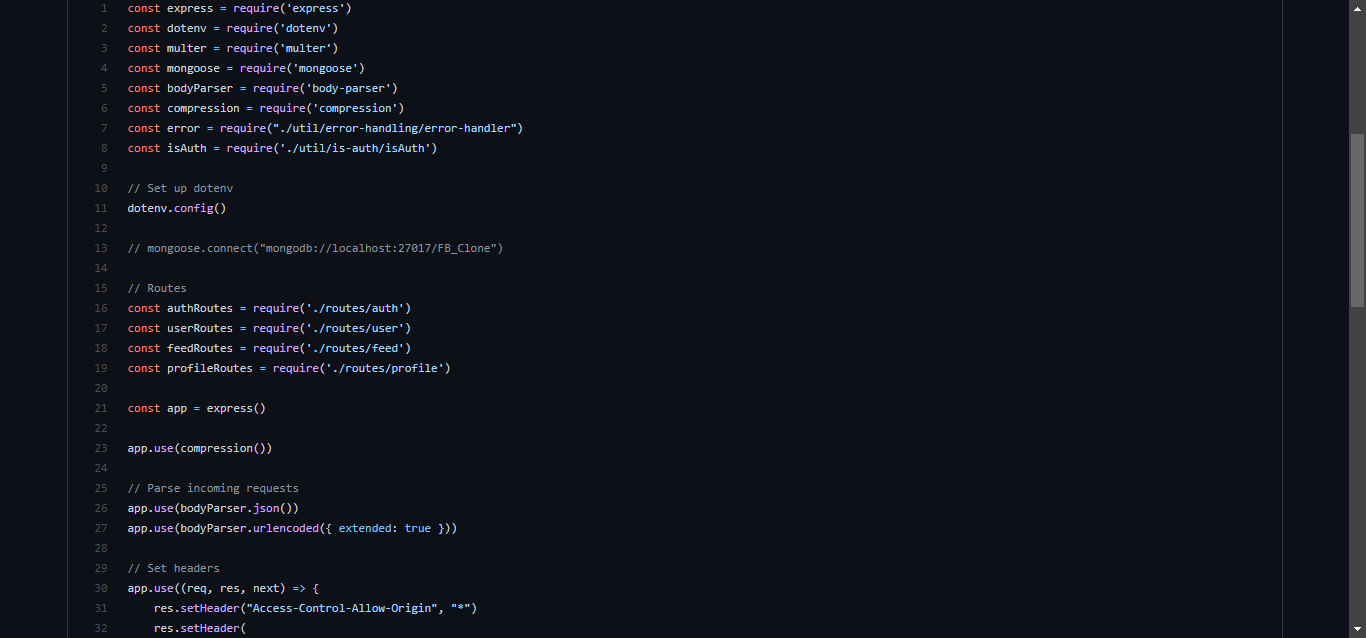 1 const express = require('express')
2 const dotenv = require('dotenv')
3 const multer = require('multer')
4 const mongoose = require('mongoose')
5 const bodyParser = require('body-parser')
6 const compression = require('compression')
7 const error = require("./util/error-handling/error-handler")
8 const isAuth = require('./util/is-auth/isAuth')
9
10 // Set up dotenv
11 dotenv.config()
12
13 // mongoose.connect("mongodb://localhost:27017/FB_Clone")
14
15 // Routes
16 const authRoutes = require('./routes/auth')
17 const userRoutes = require('./routes/user')
18 const feedRoutes = require('./routes/feed')
19 const profileRoutes = require('./routes/profile')
20
21 const app = express()
22
23 app.use(compression())
24
25 // Parse incoming requests
26 app.use(bodyParser.json())
27 app.use(bodyParser.urlencoded({ extended: true }))
28
29 // Set headers
30 app.use((req, res, next) => {
31     res.setHeader("Access-Control-Allow-Origin", "*")
32     res.setHeader(